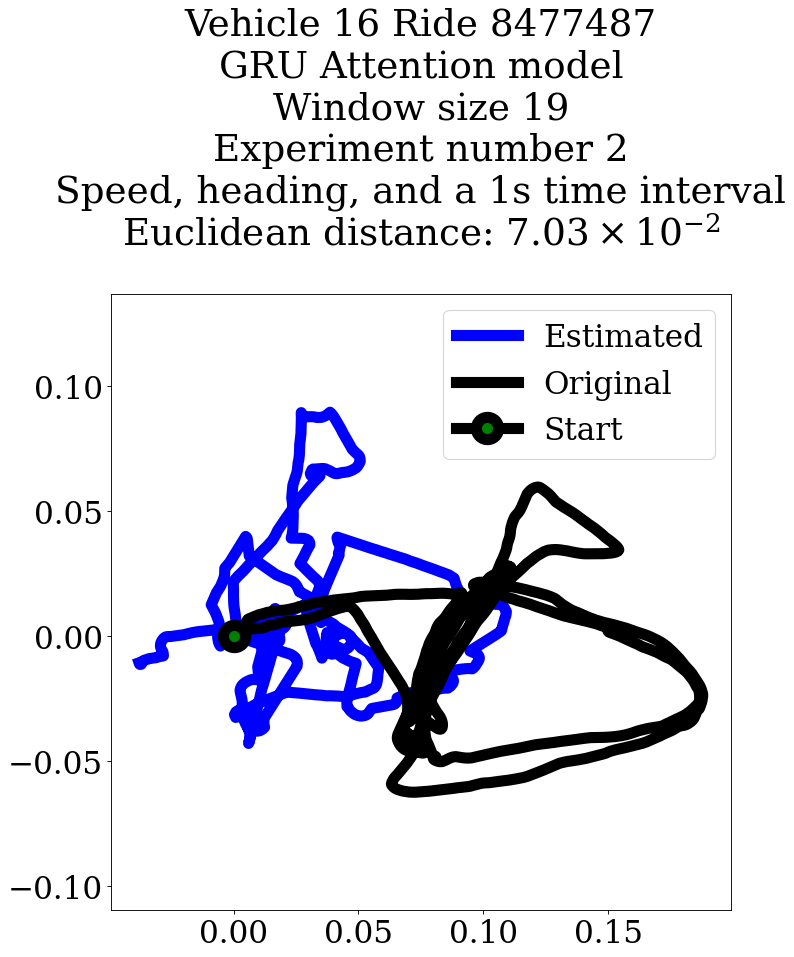 Vehicle 16 Ride 8477487
GRU Attention model
Window size 19
Experiment number 2
Speed, heading, and a 1s time interval
Euclidean distance: 7.03 × 10⁻²
Estimated
Original
Start
0.10
0.05
0.00
−0.05
−0.10
0.00 0.05 0.10 0.15